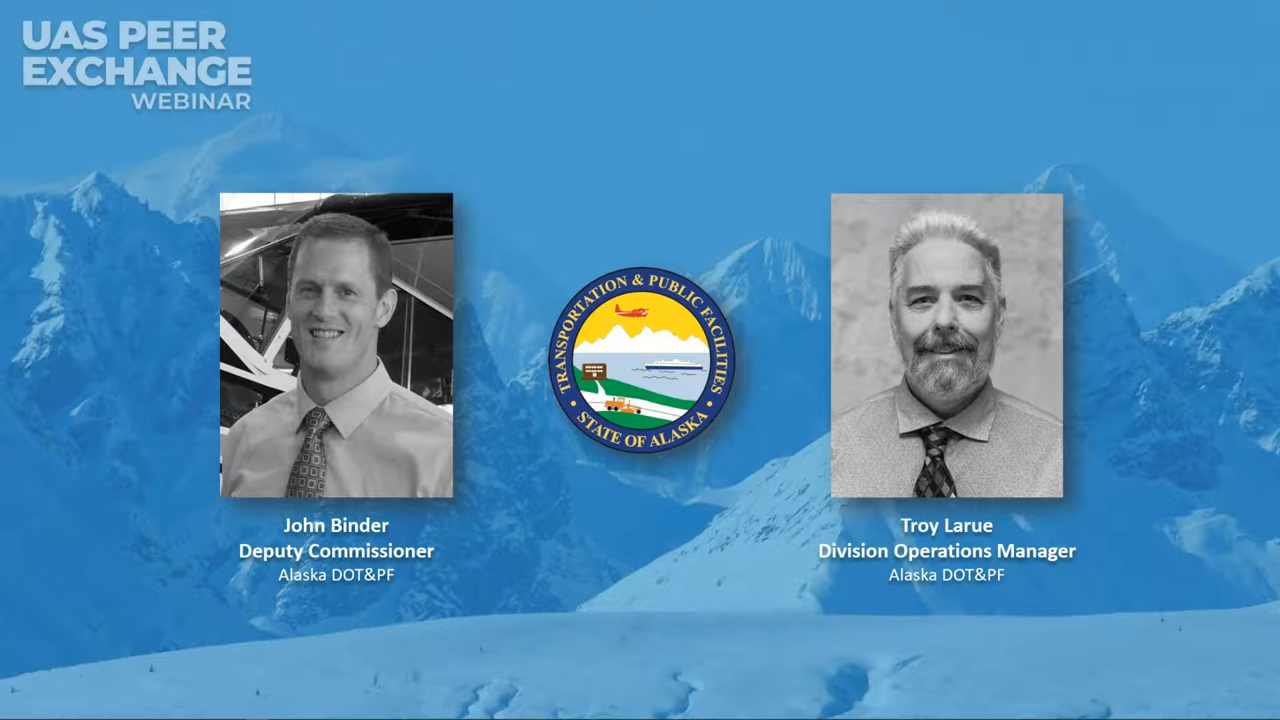 UAS PEER
EXCHANGE
WEBINAR
TRANSPORTATION & PUBLIC FACILITIES
STATE OF ALASKA
John Binder
Deputy Commissioner
Alaska DOT&PF
Troy Larue
Division Operations Manager
Alaska DOT&PF